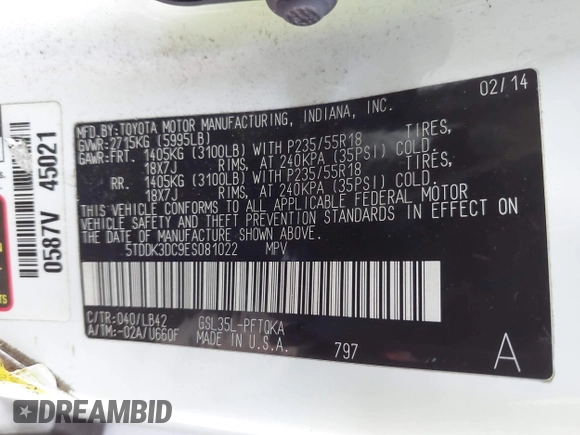 02/14
MFD. BY: TOYOTA MOTOR MANUFACTURING, INDIANA, INC.
GVWR: 2715KG (5995LB)
GAWR: FRT. 1405KG (3100LB) WITH P235/55R18 TIRES,
18X7J RIMS, AT 240KPA (35PSI) COLD.
RR. 1405KG (3100LB) WITH P235/55R18 TIRES,
18X7J RIMS, AT 240KPA (35PSI) COLD.
THIS VEHICLE CONFORMS TO ALL APPLICABLE FEDERAL MOTOR
VEHICLE SAFETY AND THEFT PREVENTION STANDARDS IN EFFECT ON
THE DATE OF MANUFACTURE SHOWN ABOVE.
5TDDK3DC9ES081022 MPV
C/TR: 040/LB42 GSL35L-PFTQKA
A/TM: -02A/U660F MADE IN U.S.A.
797
A
0587V 45021
DREAMBID